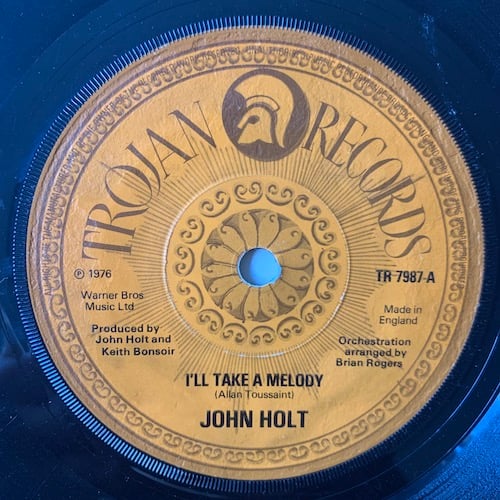 TROJAN RECORDS
℗ 1976
TR 7987-A
Warner Bros
Music Ltd
Made in
England
Produced by
John Holt and
Keith Bonsoir
Orchestration
arranged by
Brian Rogers
I'LL TAKE A MELODY
(Allan Toussaint)
JOHN HOLT